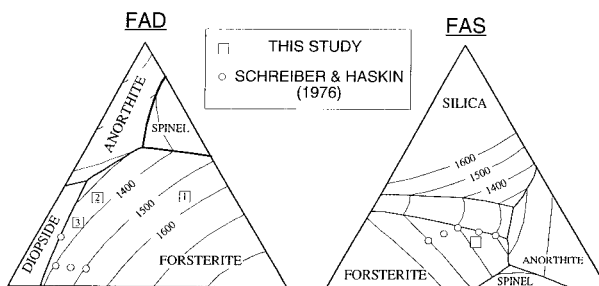 FAD
FAS
THIS STUDY
SCHREIBER & HASKIN
(1976)
ANORTHITE
SPINEL
1400
1500
1600
2
1
3
DIOPSIDE
FORSTERITE
SILICA
1600
1500
1400
ANORTHITE
FORSTERITE
SPINEL